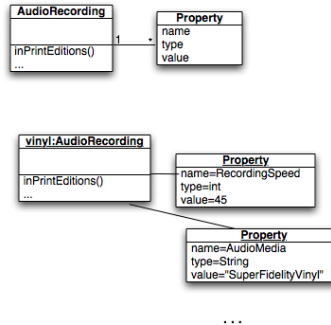 AudioRecording
inPrintEditions()
...
1
*
Property
name
type
value
vinyl:AudioRecording
inPrintEditions()
...
Property
name=RecordingSpeed
type=int
value=45
Property
name=AudioMedia
type=String
value="SuperFidelityVinyl"
...